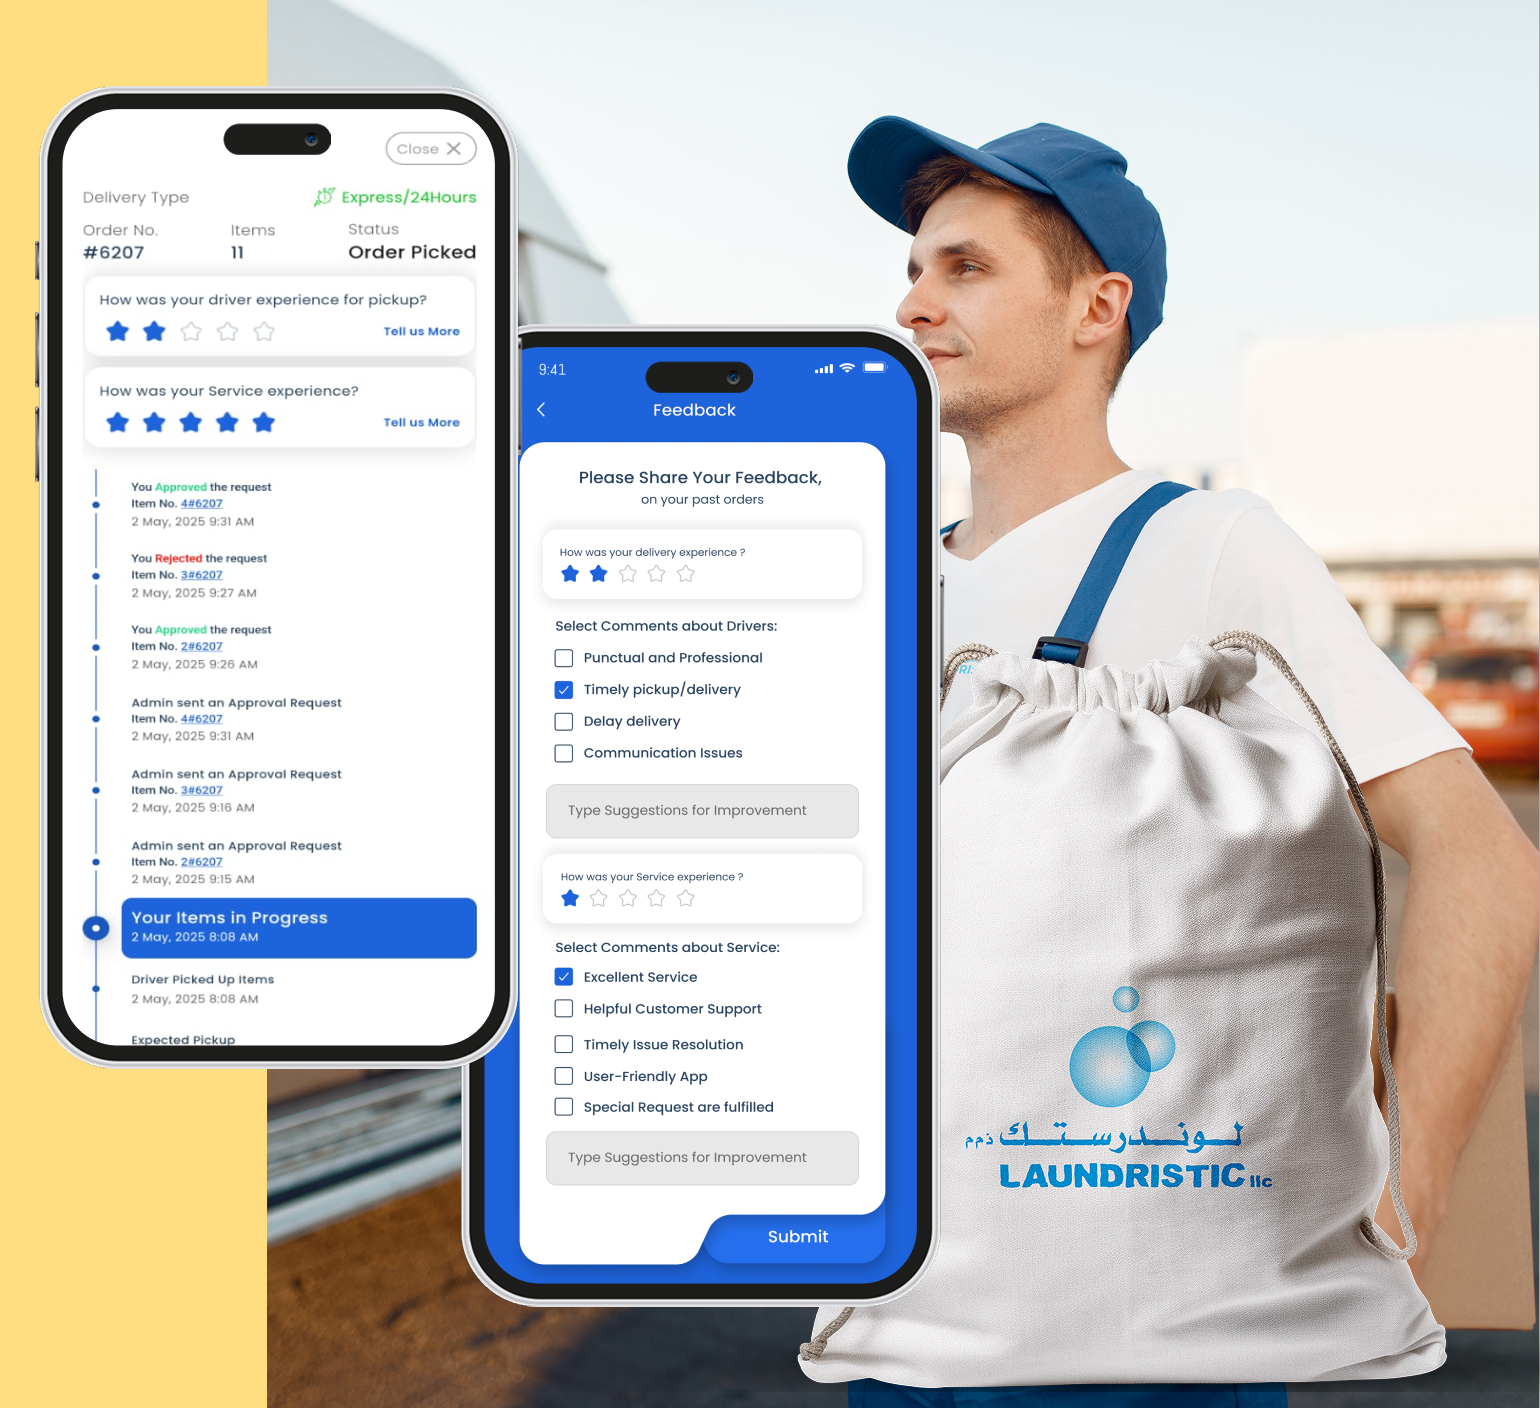 Close
Delivery Type
Express/24Hours
Order No.
Items
Status
#6207
11
Order Picked
How was your driver experience for pickup?
Tell us More
How was your Service experience?
Tell us More
You Approved the request
Item No. 4#6207
2 May, 2025 9:31 AM
You Rejected the request
Item No. 3#6207
2 May, 2025 9:27 AM
You Approved the request
Item No. 2#6207
2 May, 2025 9:26 AM
Admin sent an Approval Request
Item No. 4#6207
2 May, 2025 9:31 AM
Admin sent an Approval Request
Item No. 3#6207
2 May, 2025 9:16 AM
Admin sent an Approval Request
Item No. 2#6207
2 May, 2025 9:15 AM
Your Items in Progress
2 May, 2025 8:08 AM
Driver Picked Up Items
2 May, 2025 8:08 AM
Expected Pickup
9:41
Feedback
Please Share Your Feedback,
on your past orders
How was your delivery experience ?
Select Comments about Drivers:
Punctual and Professional
Timely pickup/delivery
Delay delivery
Communication Issues
Type Suggestions for Improvement
How was your Service experience ?
Select Comments about Service:
Excellent Service
Helpful Customer Support
Timely Issue Resolution
User-Friendly App
Special Request are fulfilled
Type Suggestions for Improvement
Submit
RIS
لوندرستك ذمم
LAUNDRISTIC llc